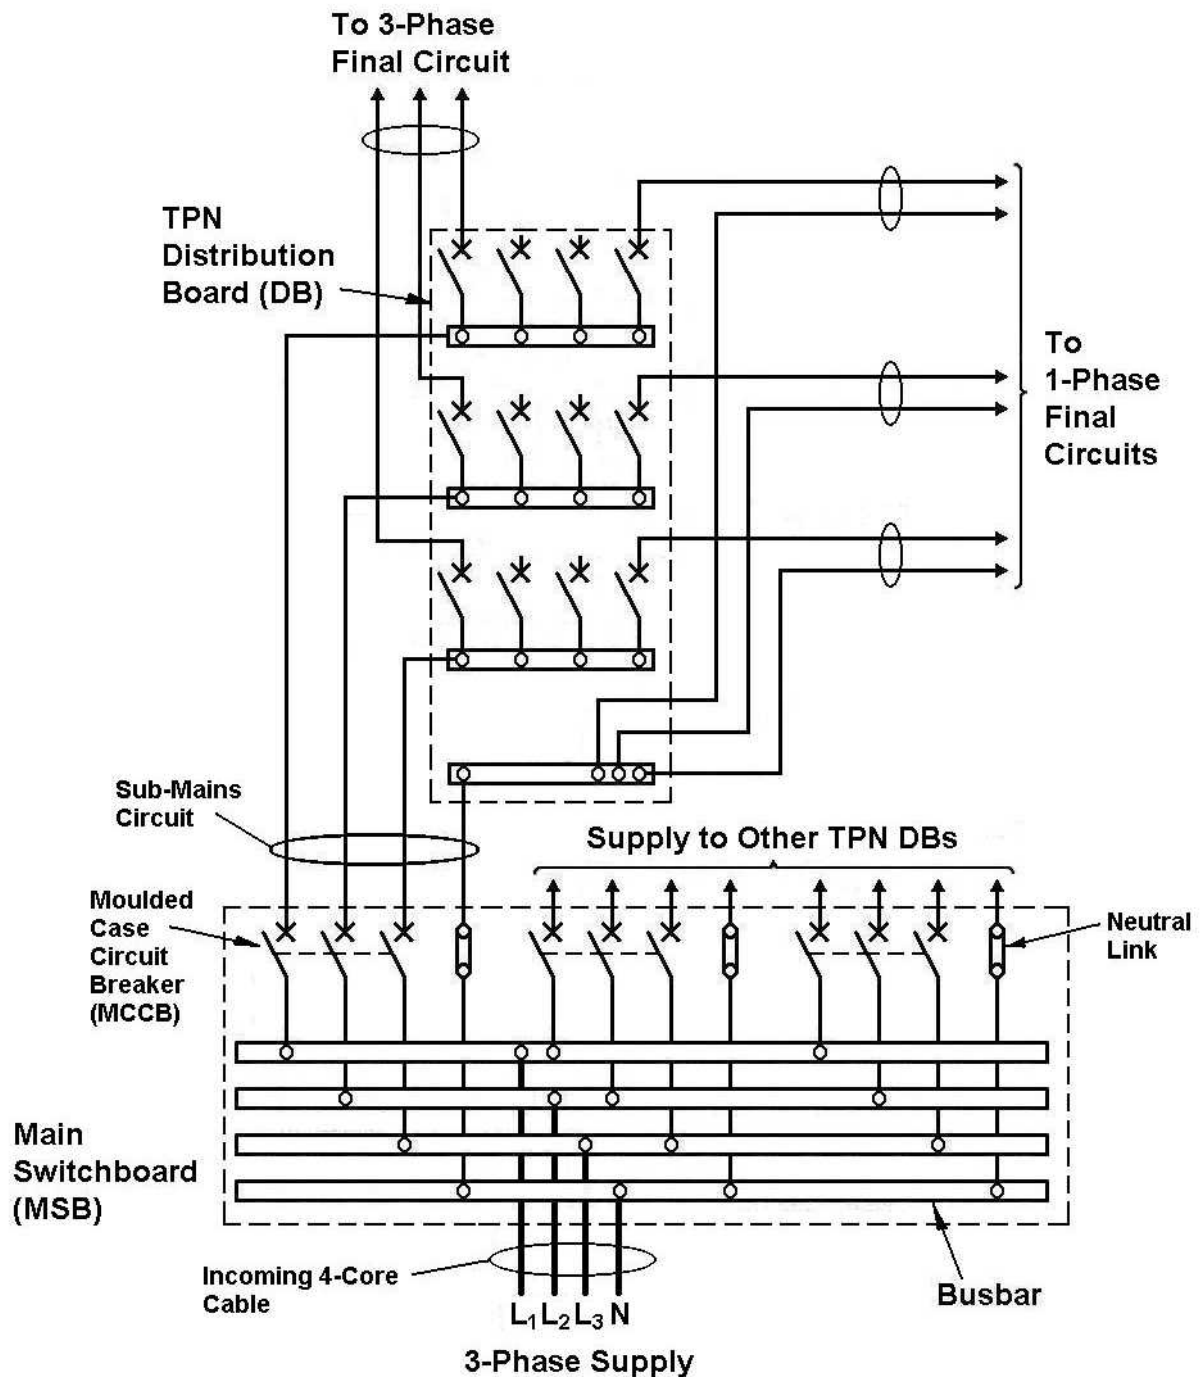 To 3-Phase
Final Circuit
TPN
Distribution
Board (DB)
To
1-Phase
Final
Circuits
Sub-Mains
Circuit
Supply to Other TPN DBs
Moulded
Case
Circuit
Breaker
(MCCB)
Neutral
Link
Main
Switchboard
(MSB)
Incoming 4-Core
Cable
Busbar
L₁ L₂ L₃ N
3-Phase Supply